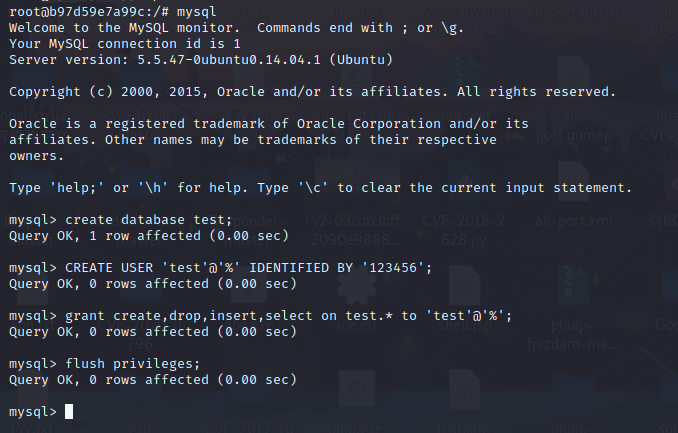 root@b97d59e7a99c:/# mysql
Welcome to the MySQL monitor.  Commands end with ; or \g.
Your MySQL connection id is 1
Server version: 5.5.47-0ubuntu0.14.04.1 (Ubuntu)
Copyright (c) 2000, 2015, Oracle and/or its affiliates. All rights reserved.
Oracle is a registered trademark of Oracle Corporation and/or its
affiliates. Other names may be trademarks of their respective
owners.
Type 'help;' or '\h' for help. Type '\c' to clear the current input statement.
mysql> create database test;
Query OK, 1 row affected (0.00 sec)
mysql> CREATE USER 'test'@'%' IDENTIFIED BY '123456';
Query OK, 0 rows affected (0.00 sec)
mysql> grant create,drop,insert,select on test.* to 'test'@'%';
Query OK, 0 rows affected (0.00 sec)
mysql> flush privileges;
Query OK, 0 rows affected (0.00 sec)
mysql>